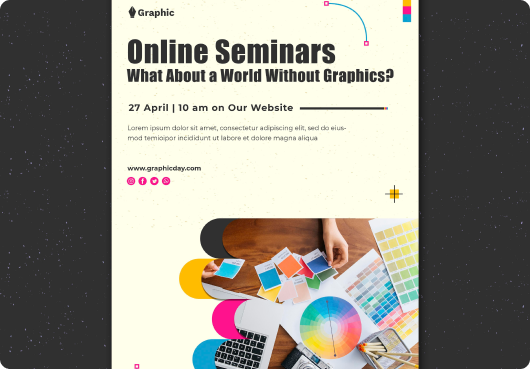 Graphic
Online Seminars
What About a World Without Graphics?
27 April | 10 am on Our Website
Lorem ipsum dolor sit amet, consectetur adipiscing elit, sed do eius-
mod temioipor incididunt ut labore et dolore magna aliqua
www.graphicday.com